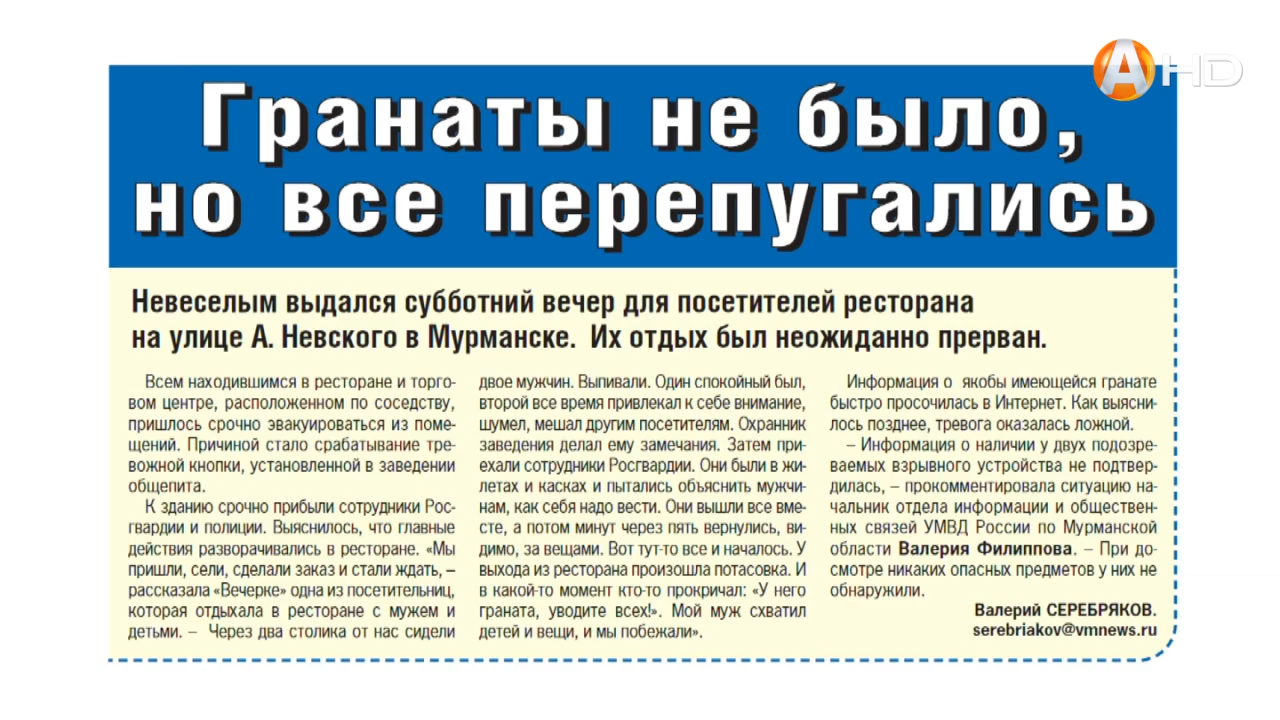 AHD
Гранаты не было,
но все перепугались
Невеселым выдался субботний вечер для посетителей ресторана
на улице А. Невского в Мурманске. Их отдых был неожиданно прерван.
Всем находившимся в ресторане и торго-
вом центре, расположенном по соседству,
пришлось срочно эвакуироваться из поме-
щений. Причиной стало срабатывание тре-
вожной кнопки, установленной в заведении
общепита.
К зданию срочно прибыли сотрудники Рос-
гвардии и полиции. Выяснилось, что главные
действия разворачивались в ресторане. «Мы
пришли, сели, сделали заказ и стали ждать, –
рассказала «Вечерке» одна из посетительниц,
которая отдыхала в ресторане с мужем и
детьми. – Через два столика от нас сидели
двое мужчин. Выпивали. Один спокойный был,
второй все время привлекал к себе внимание,
шумел, мешал другим посетителям. Охранник
заведения делал ему замечания. Затем при-
ехали сотрудники Росгвардии. Они были в жи-
летах и касках и пытались объяснить мужчи-
нам, как себя надо вести. Они вышли все вме-
сте, а потом минут через пять вернулись, ви-
димо, за вещами. Вот тут-то все и началось. У
выхода из ресторана произошла потасовка. И
в какой-то момент кто-то прокричал: «У него
граната, уводите всех!». Мой муж схватил
детей и вещи, и мы побежали».
Информация о якобы имеющейся гранате
быстро просочилась в Интернет. Как выясни-
лось позднее, тревога оказалась ложной.
– Информация о наличии у двух подозре-
ваемых взрывного устройства не подтвер-
дилась, – прокомментировала ситуацию на-
чальник отдела информации и обществен-
ных связей УМВД России по Мурманской
области Валерия Филиппова. – При до-
смотре никаких опасных предметов у них не
обнаружили.
Валерий СЕРЕБРЯКОВ.
serebriakov@vmnews.ru